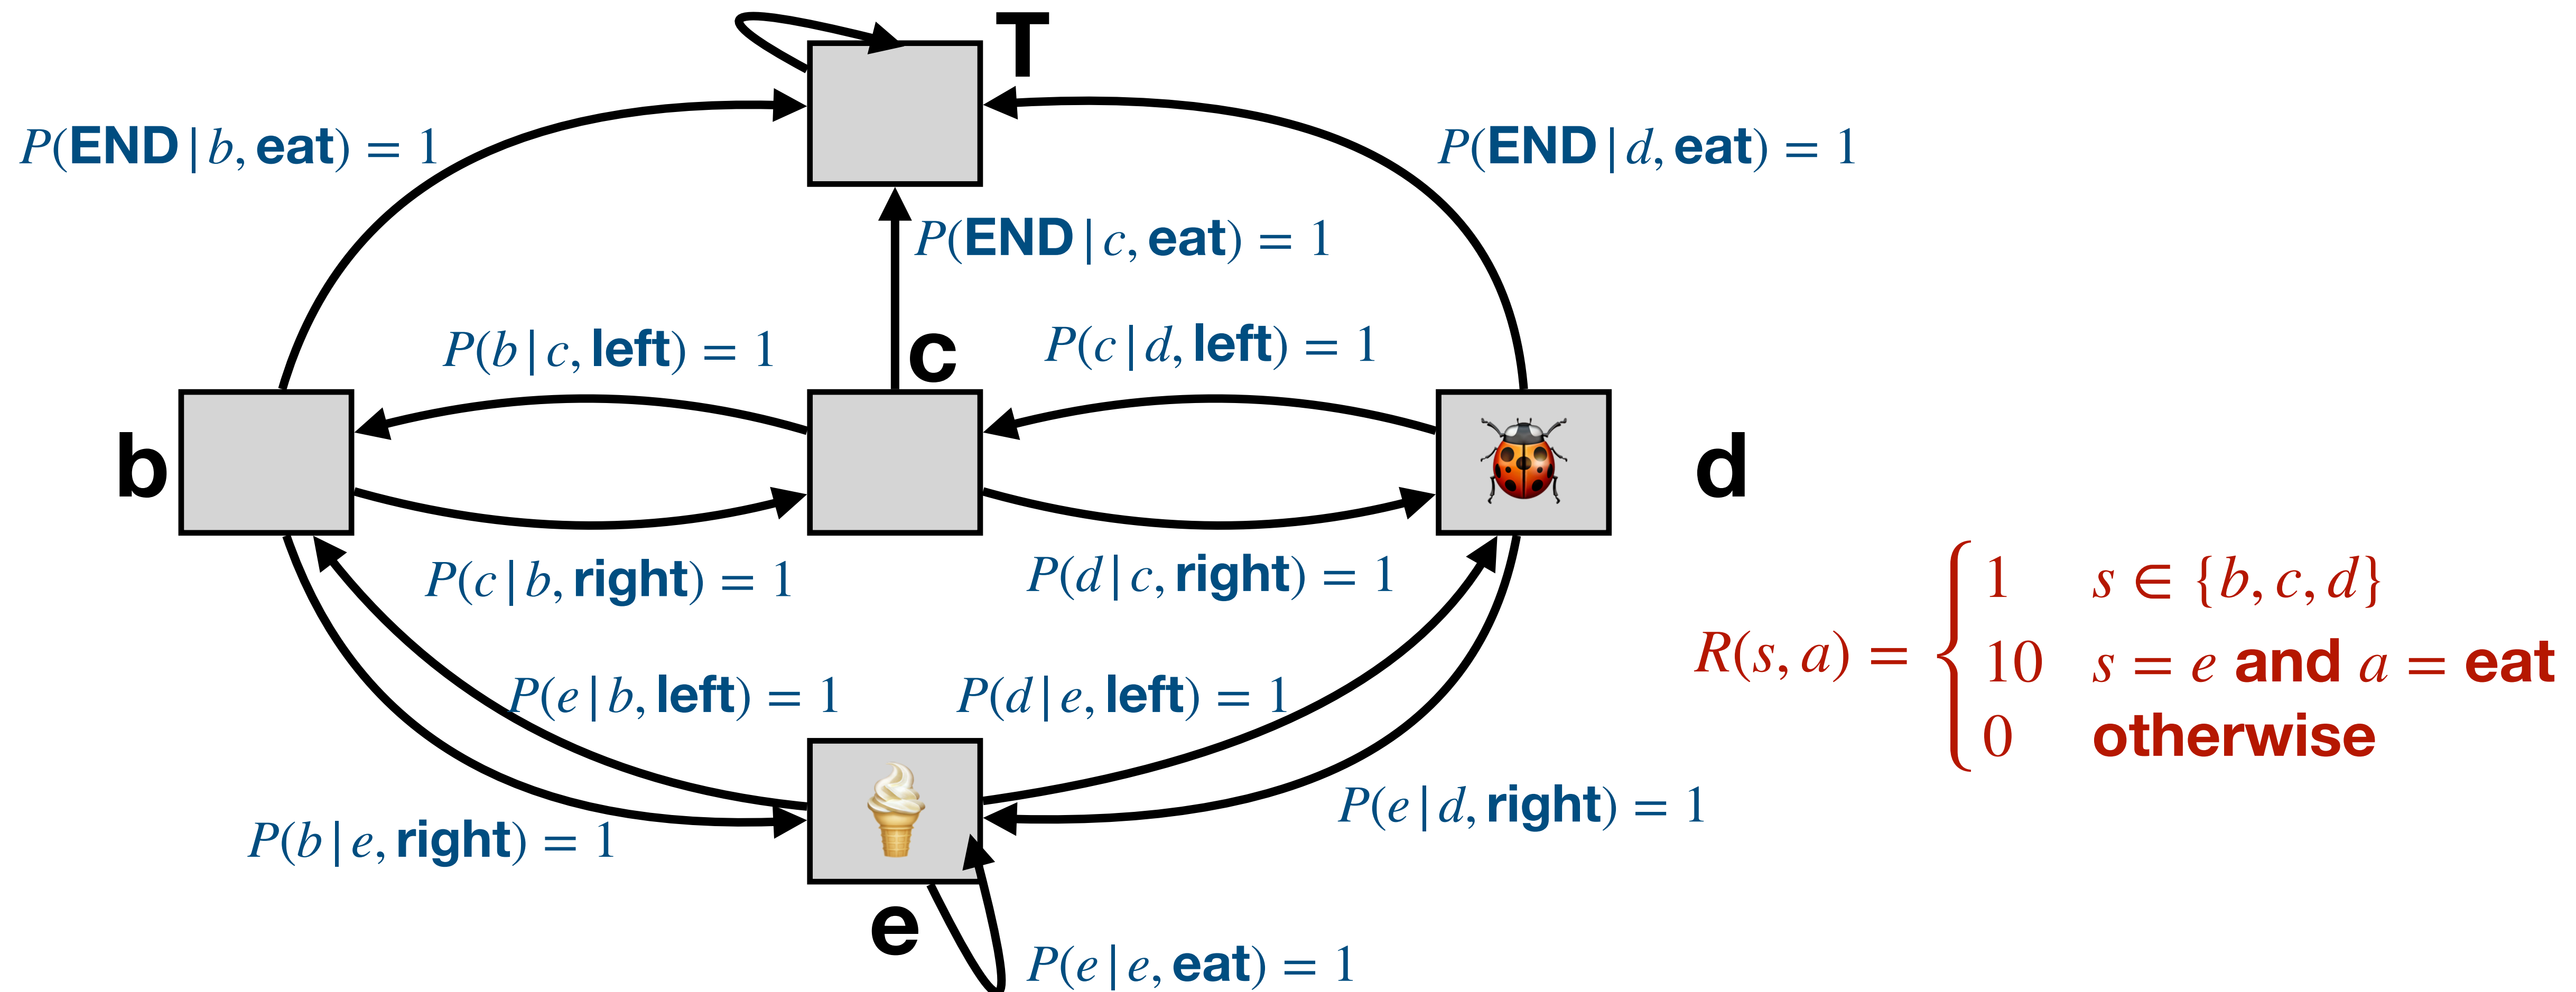 T
P(END | b, eat) = 1
P(END | d, eat) = 1
P(END | c, eat) = 1
P(b | c, left) = 1
c
P(c | d, left) = 1
b
d
P(c | b, right) = 1
P(d | c, right) = 1
R(s, a) = { 1 s ∈ {b, c, d}
10 s = e and a = eat
0 otherwise
P(e | b, left) = 1
P(d | e, left) = 1
P(b | e, right) = 1
P(e | d, right) = 1
e
P(e | e, eat) = 1